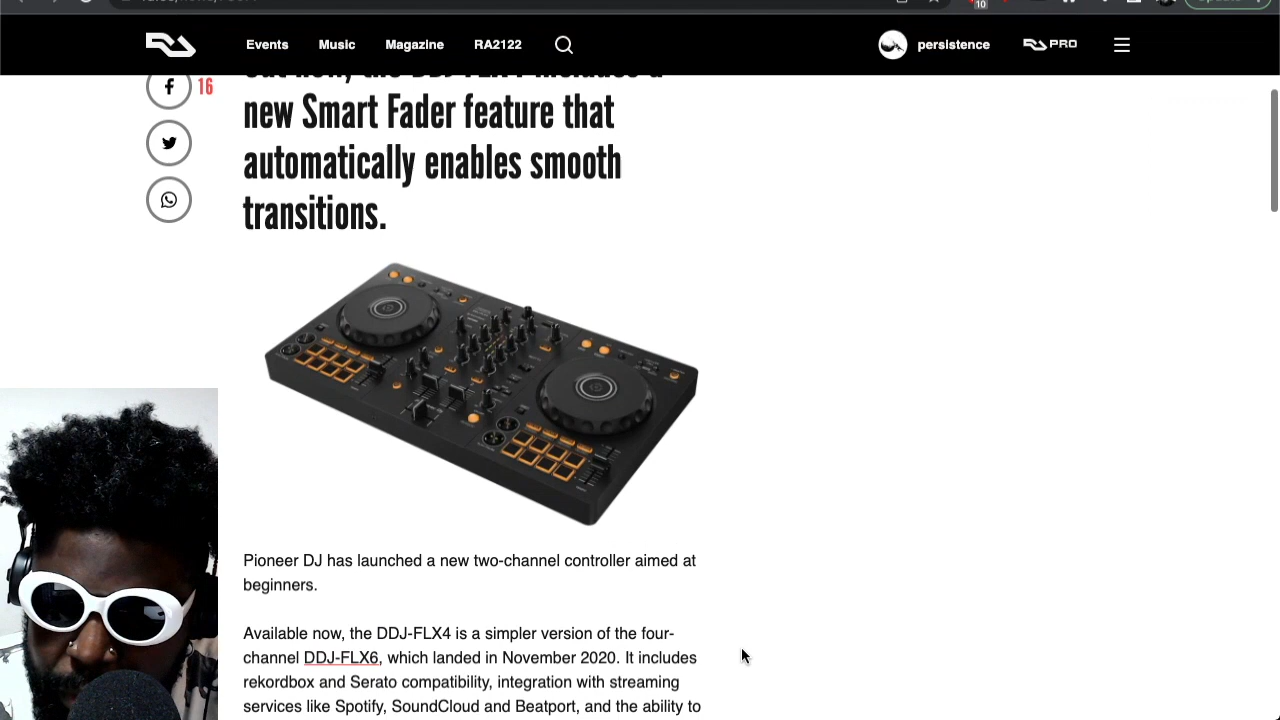 10
Events Music Magazine RA2122
persistence
PRO
16
new Smart Fader feature that
automatically enables smooth
transitions.
Pioneer DJ has launched a new two-channel controller aimed at
beginners.
Available now, the DDJ-FLX4 is a simpler version of the four-
channel DDJ-FLX6, which landed in November 2020. It includes
rekordbox and Serato compatibility, integration with streaming
services like Spotify, SoundCloud and Beatport, and the ability to